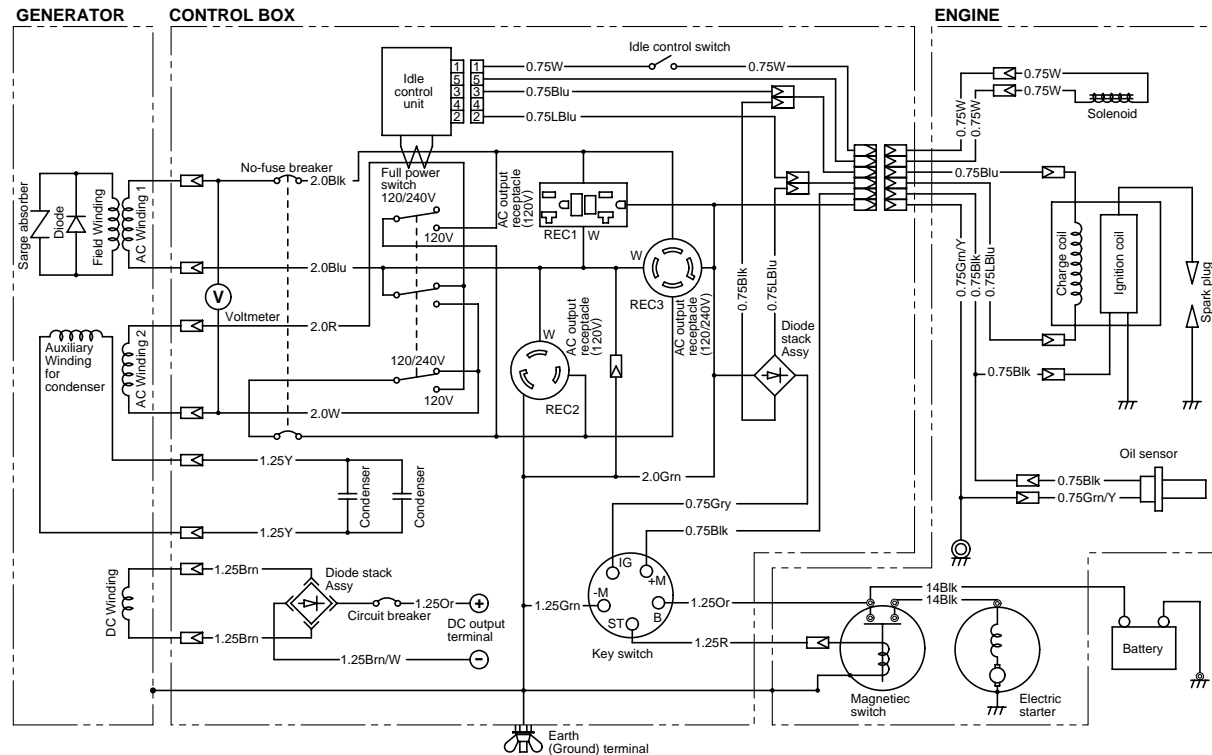 GENERATOR
CONTROL BOX
ENGINE
Idle control switch
Idle
control
unit
1
5
3
4
2
1
5
3
4
2
0.75W
0.75W
0.75Blu
0.75LBlu
0.75W
0.75W
0.75W
0.75W
Solenoid
No-fuse breaker
2.0Blk
Full power
switch
120/240V
120V
AC output
receptacle
(120V)
REC1
W
0.75Blu
Sarge absorber
Diode
Field Winding
AC Winding 1
2.0Blu
V
Voltmeter
2.0R
W
REC3
AC output
receptacle
(120/240V)
0.75Blk
0.75LBlu
Diode
stack
Assy
0.75Grn/Y
0.75Blk
0.75LBlu
Charge coil
Ignition coil
Spark plug
Auxiliary
Winding
for
condenser
AC Winding 2
120/240V
120V
W
REC2
AC output
receptacle
(120V)
2.0W
0.75Blk
1.25Y
Condenser
Condenser
1.25Y
2.0Grn
0.75Gry
0.75Blk
Oil sensor
0.75Blk
0.75Grn/Y
DC Winding
1.25Brn
Diode stack
Assy
1.25Or
Circuit breaker
+
DC output
terminal
1.25Brn
1.25Brn/W
−
1.25Grn
IG
+M
-M
B
ST
Key switch
1.25Or
1.25R
14Blk
14Blk
Magnetiec
switch
Electric
starter
Battery
Earth
(Ground) terminal